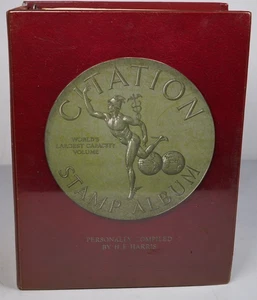 CITATION
WORLD'S
LARGEST CAPACITY
VOLUME
STAMP ALBUM
PERSONALLY COMPILED
BY H.E. HARRIS